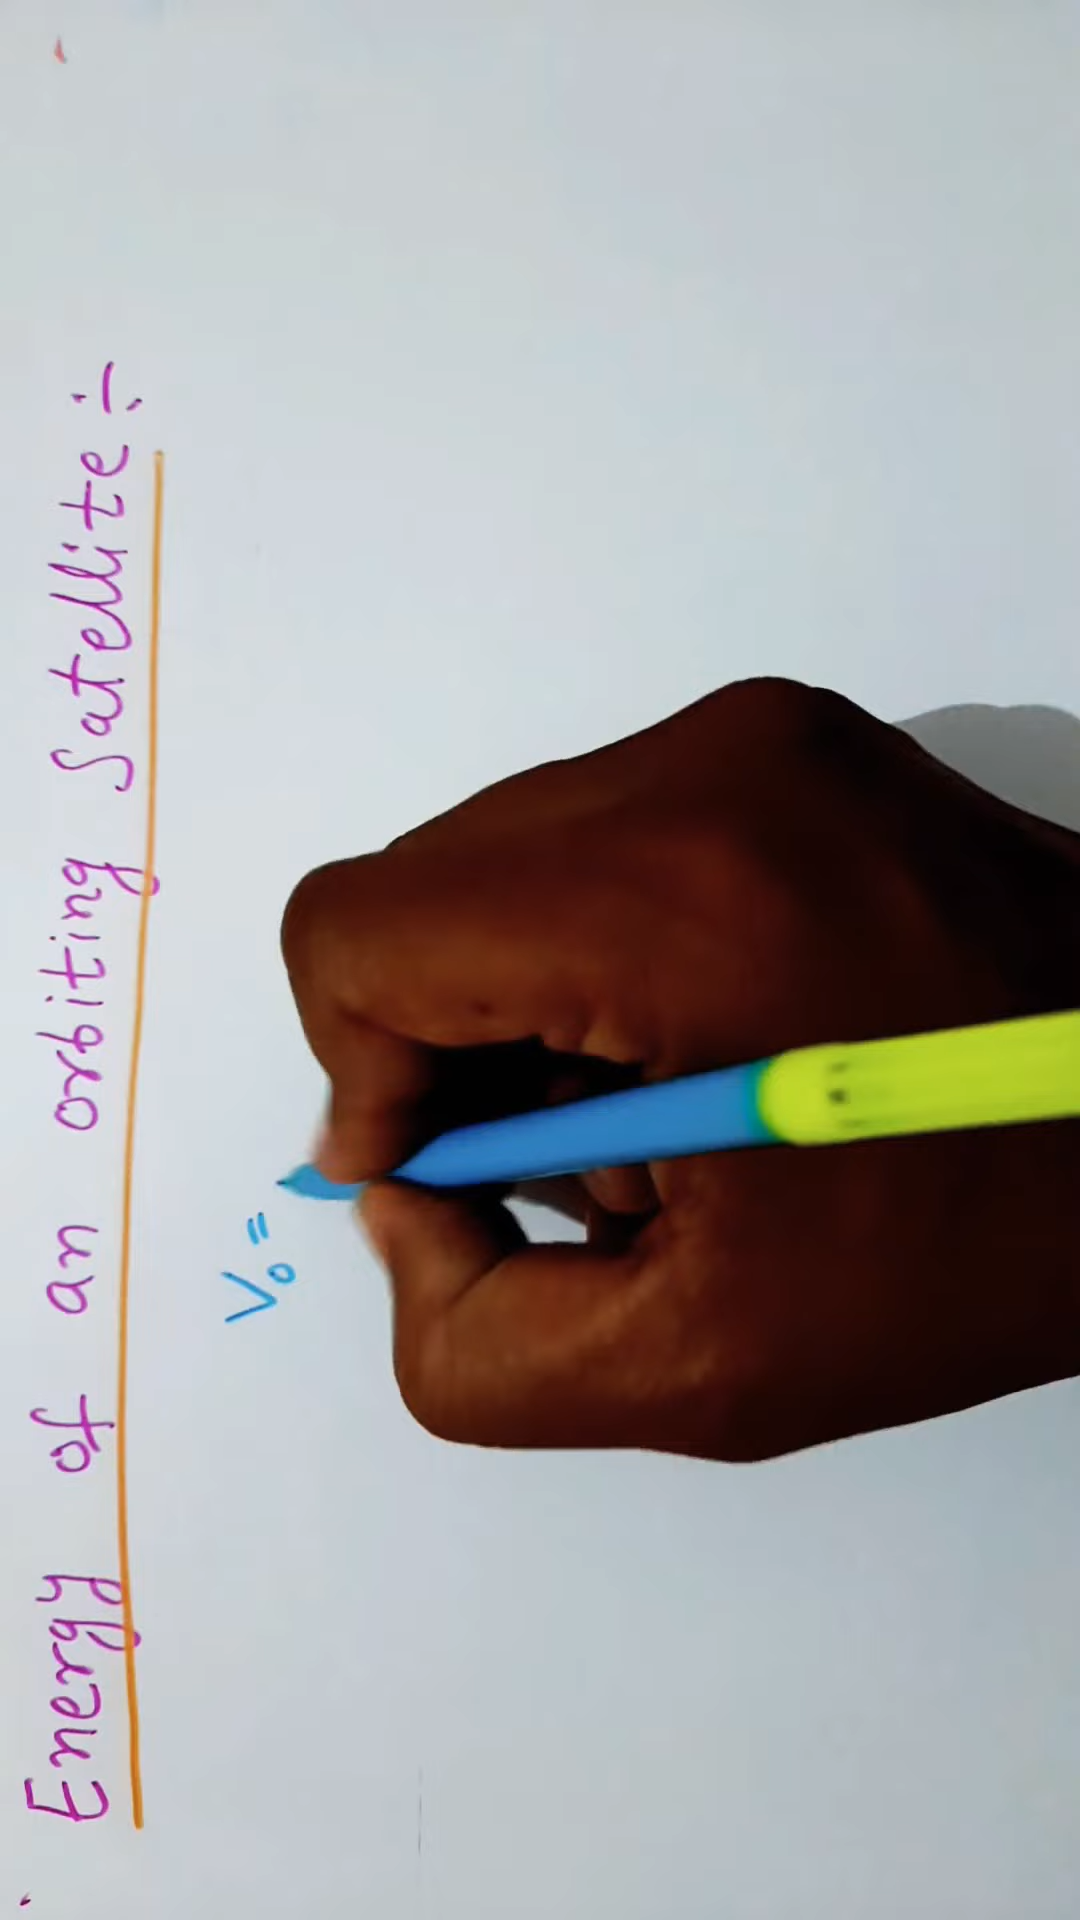 Energy of an orbiting satellite ÷
V₀ =